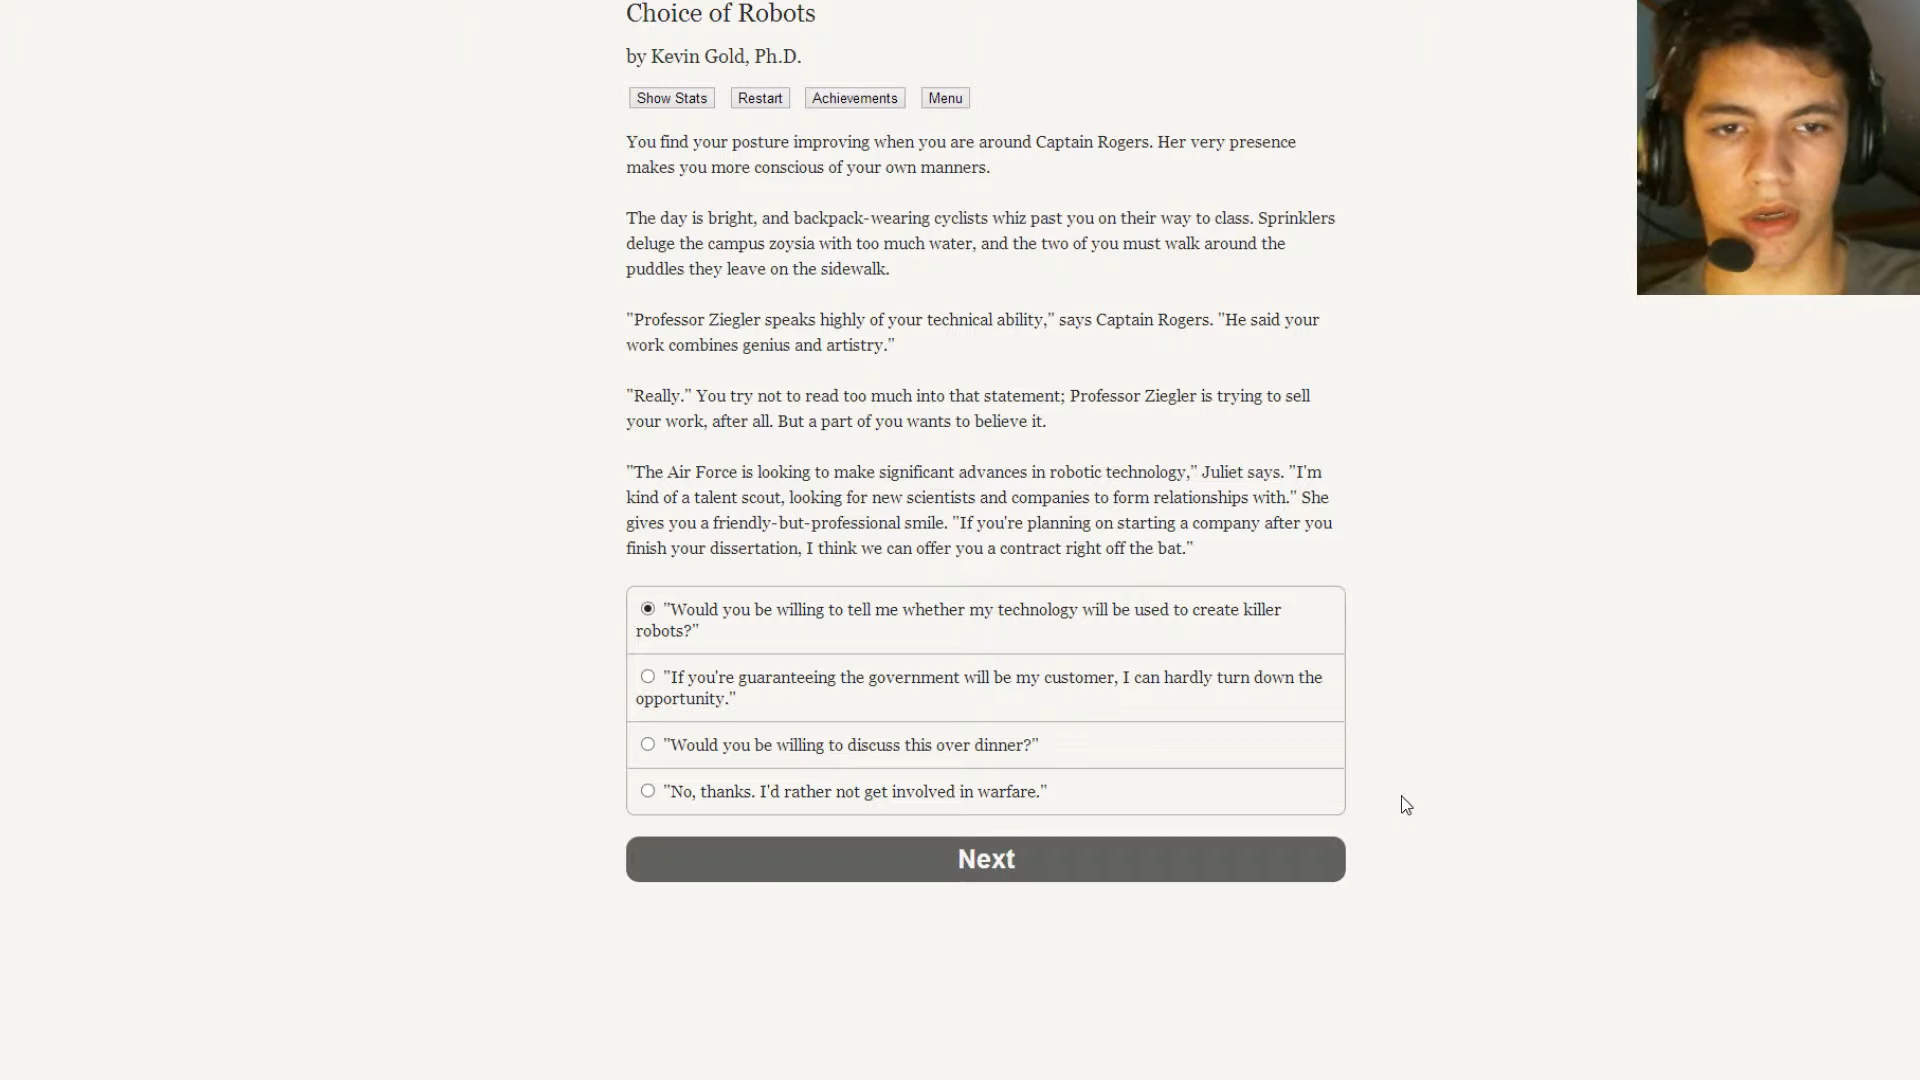 Choice of Robots
by Kevin Gold, Ph.D.
Show Stats Restart Achievements Menu
You find your posture improving when you are around Captain Rogers. Her very presence
makes you more conscious of your own manners.
The day is bright, and backpack-wearing cyclists whiz past you on their way to class. Sprinklers
deluge the campus zoysia with too much water, and the two of you must walk around the
puddles they leave on the sidewalk.
"Professor Ziegler speaks highly of your technical ability," says Captain Rogers. "He said your
work combines genius and artistry."
"Really." You try not to read too much into that statement; Professor Ziegler is trying to sell
your work, after all. But a part of you wants to believe it.
"The Air Force is looking to make significant advances in robotic technology," Juliet says. "I'm
kind of a talent scout, looking for new scientists and companies to form relationships with." She
gives you a friendly-but-professional smile. "If you're planning on starting a company after you
finish your dissertation, I think we can offer you a contract right off the bat."
"Would you be willing to tell me whether my technology will be used to create killer
robots?"
"If you're guaranteeing the government will be my customer, I can hardly turn down the
opportunity."
"Would you be willing to discuss this over dinner?"
"No, thanks. I'd rather not get involved in warfare."
Next